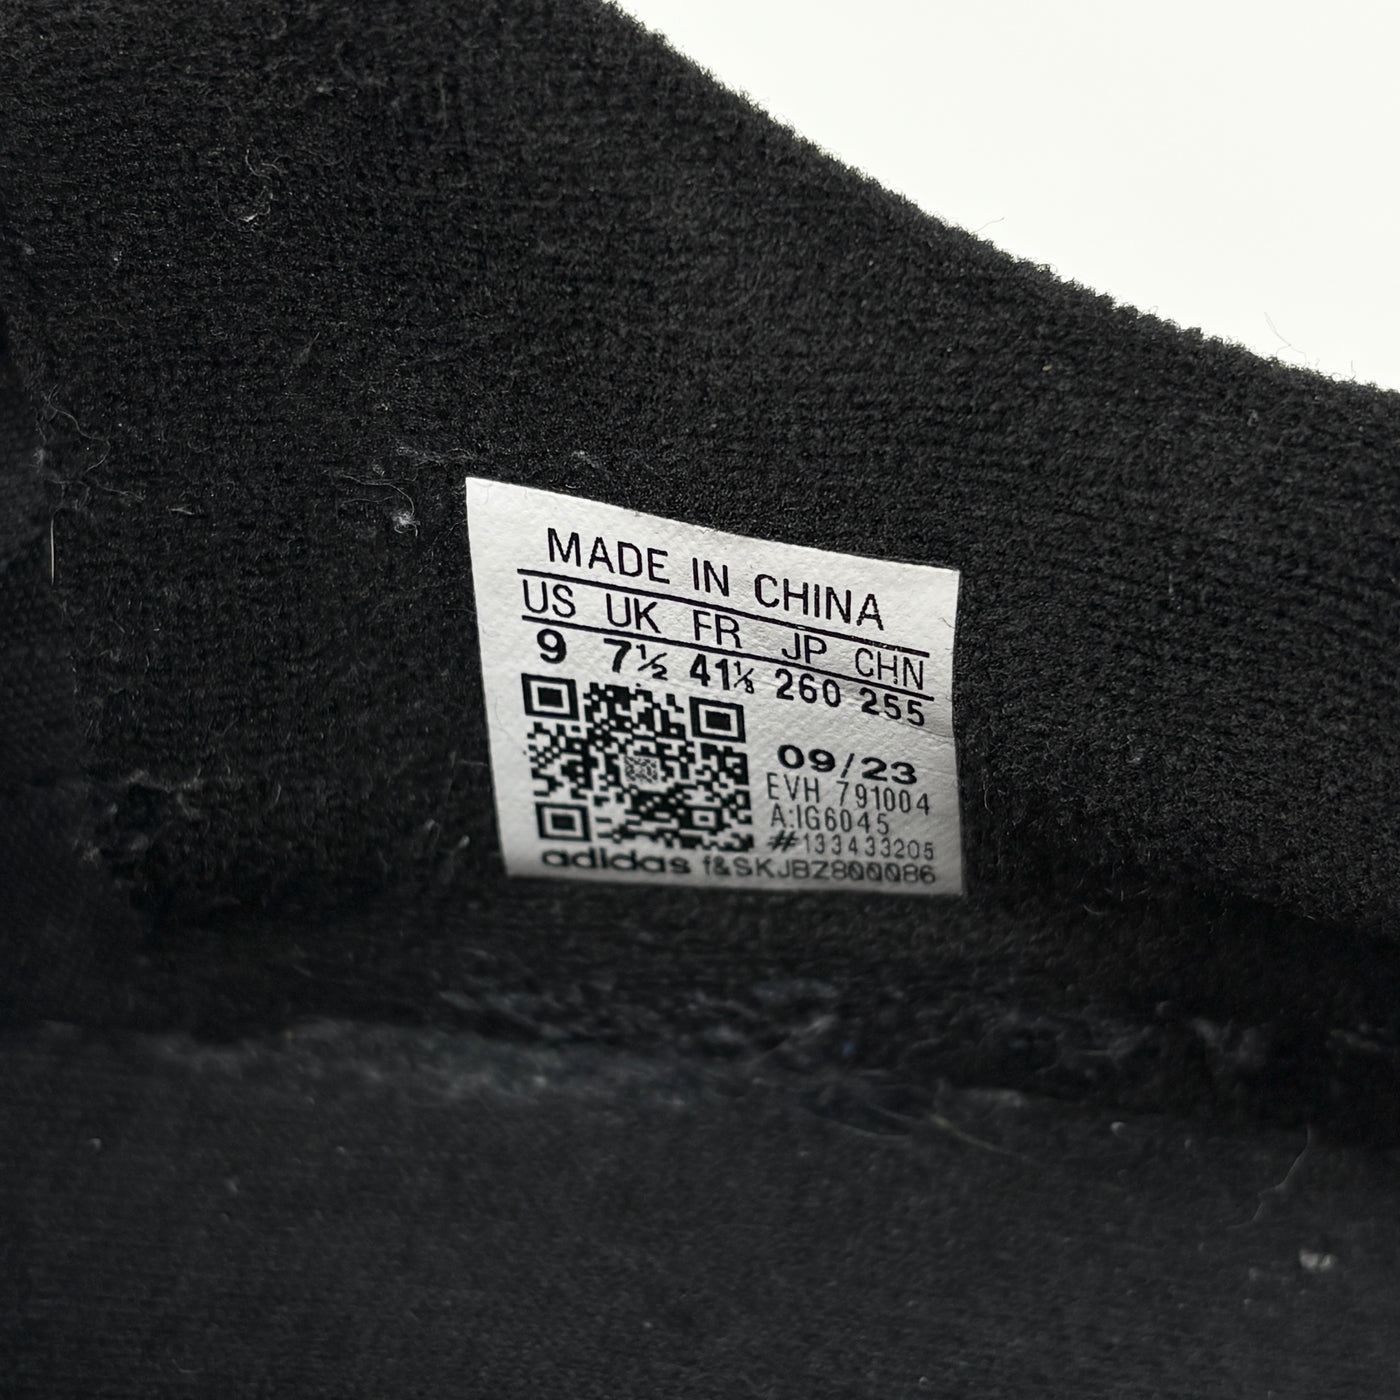 MADE IN CHINA
US UK FR JP CHN
9 7½ 41⅓ 260 255
09/23
EVH 791004
A:IG6045
#133433205
adidas f&SKJBZ800086